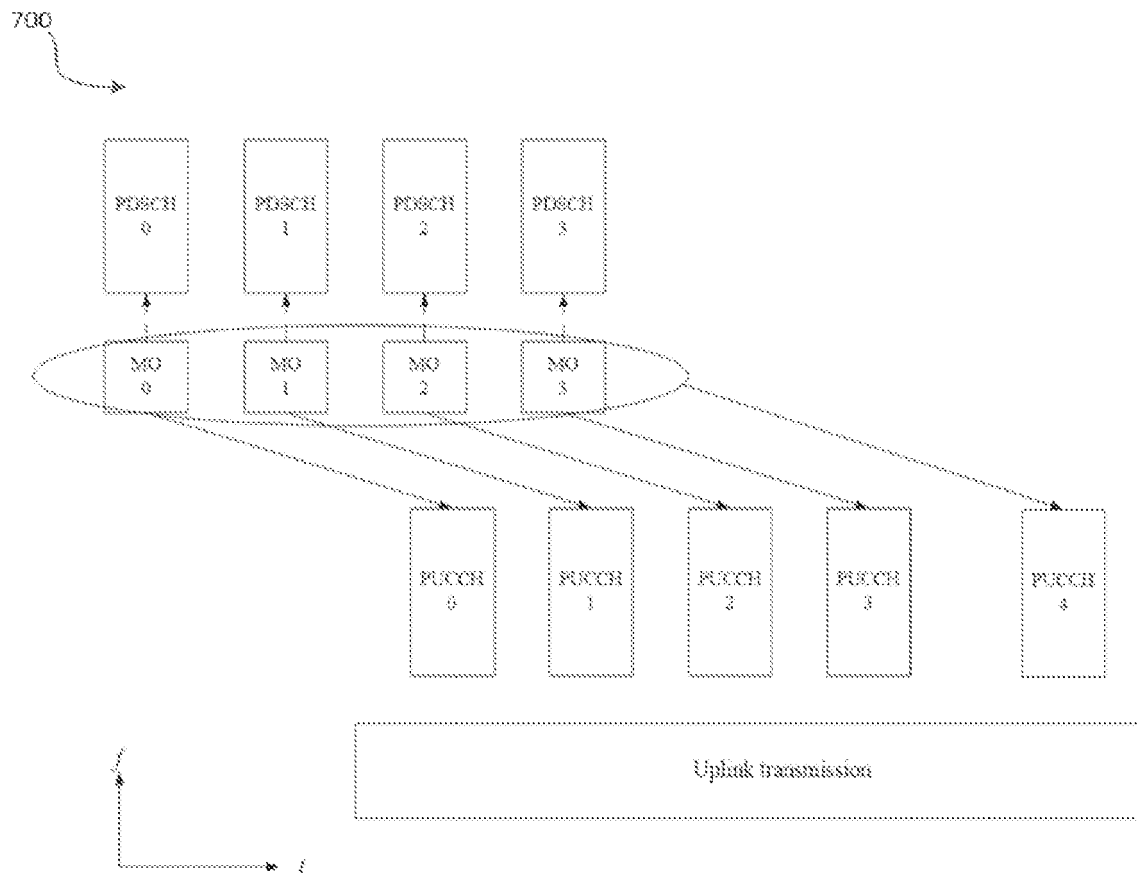 700
PDSCH
0
PDSCH
1
PDSCH
2
PDSCH
3
MO
0
MO
1
MO
2
MO
3
PUCCH
0
PUCCH
1
PUCCH
2
PUCCH
3
PUCCH
4
Uplink transmission
f
t